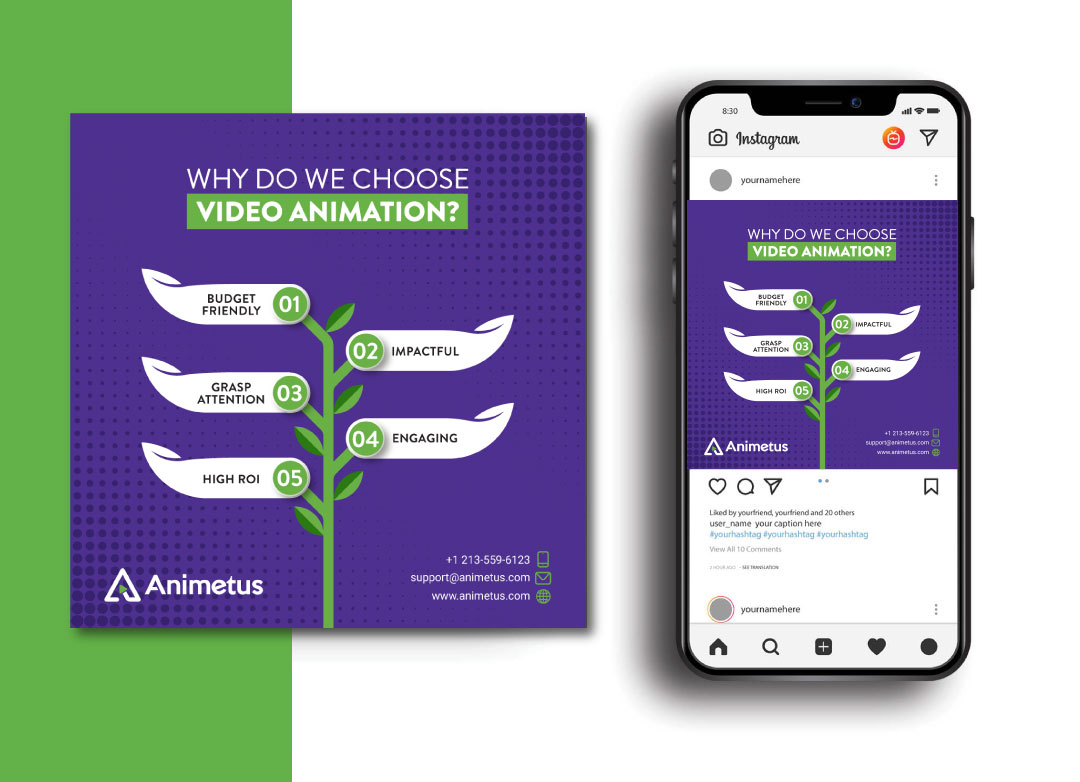 WHY DO WE CHOOSE
VIDEO ANIMATION?
BUDGET
FRIENDLY
01
02
IMPACTFUL
GRASP
ATTENTION
03
04
ENGAGING
HIGH ROI
05
Animetus
+1 213-559-6123
support@animetus.com
www.animetus.com
8:30
Instagram
yournamehere
WHY DO WE CHOOSE
VIDEO ANIMATION?
BUDGET
FRIENDLY
01
02
IMPACTFUL
GRASP
ATTENTION
03
04
ENGAGING
HIGH ROI
05
Animetus
+1 213-559-6123
support@animetus.com
www.animetus.com
Liked by yourfriend, yourfriend and 20 others
user_name your caption here
#yourhashtag #yourhashtag #yourhashtag
View All 10 Comments
2 HOUR AGO • SEE TRANSLATION
yournamehere